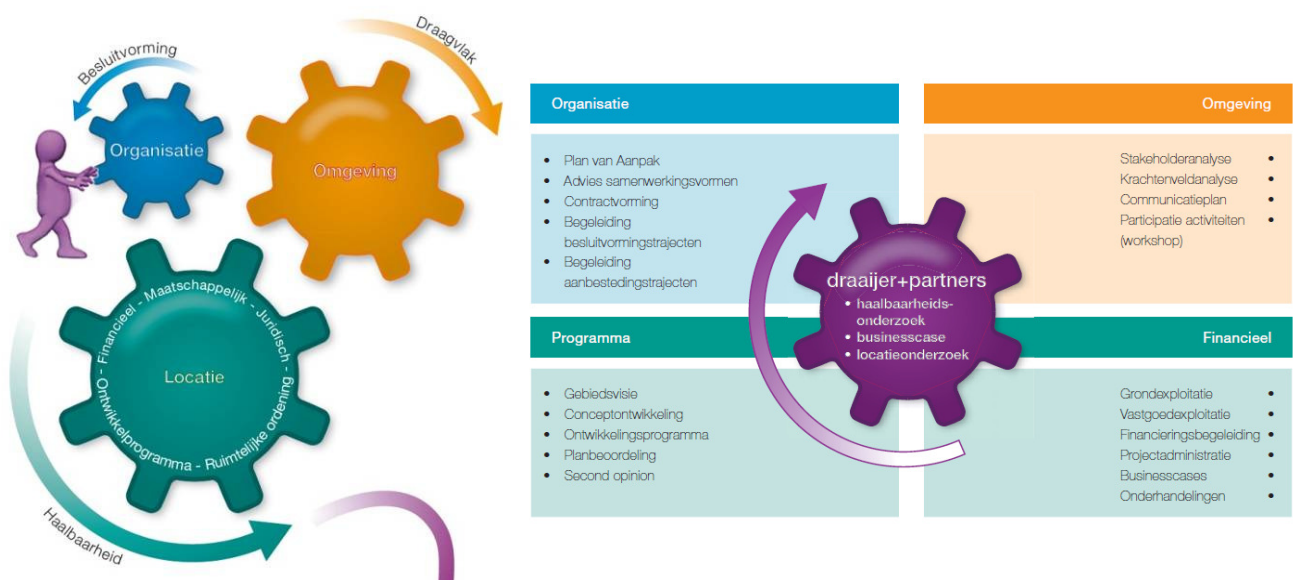 Besluitvorming
Draagvlak
Organisatie
Omgeving
Locatie
Ontwikkelprogramma - Ruimtelijke ordening - Juridisch - Maatschappelijk - Financieel - O
Haalbaarheid
Organisatie
• Plan van Aanpak
• Advies samenwerkingsvormen
• Contractvorming
• Begeleiding
besluitvormingstrajecten
• Begeleiding
aanbestedingstrajecten
Omgeving
Stakeholderanalyse •
Krachtenveldanalyse •
Communicatieplan •
Participatie activiteiten •
(workshop)
draaijer+partners
• haalbaarheids-
onderzoek
• businesscase
• locatieonderzoek
Programma
• Gebiedsvisie
• Conceptontwikkeling
• Ontwikkelingsprogramma
• Planbeoordeling
• Second opinion
Financieel
Grondexploitatie •
Vastgoedexploitatie •
Financieringsbegeleiding •
Projectadministratie •
Businesscases •
Onderhandelingen •